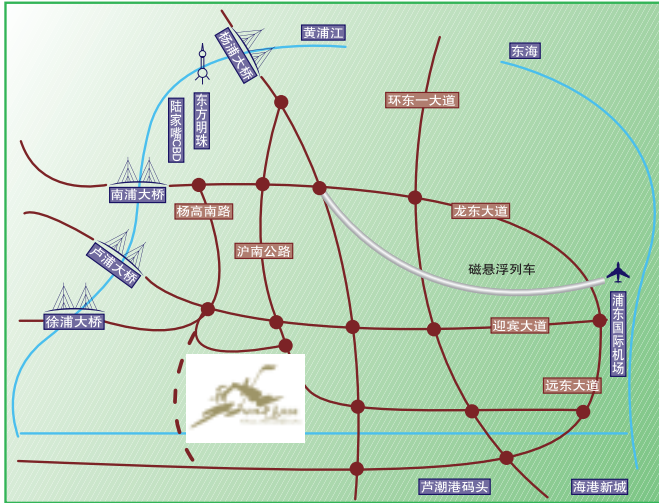 黄浦江
杨浦大桥
东海
陆家嘴CBD
东方明珠
环东一大道
南浦大桥
杨高南路
龙东大道
沪南公路
卢浦大桥
磁悬浮列车
浦东国际机场
徐浦大桥
迎宾大道
远东大道
芦潮港码头
海港新城